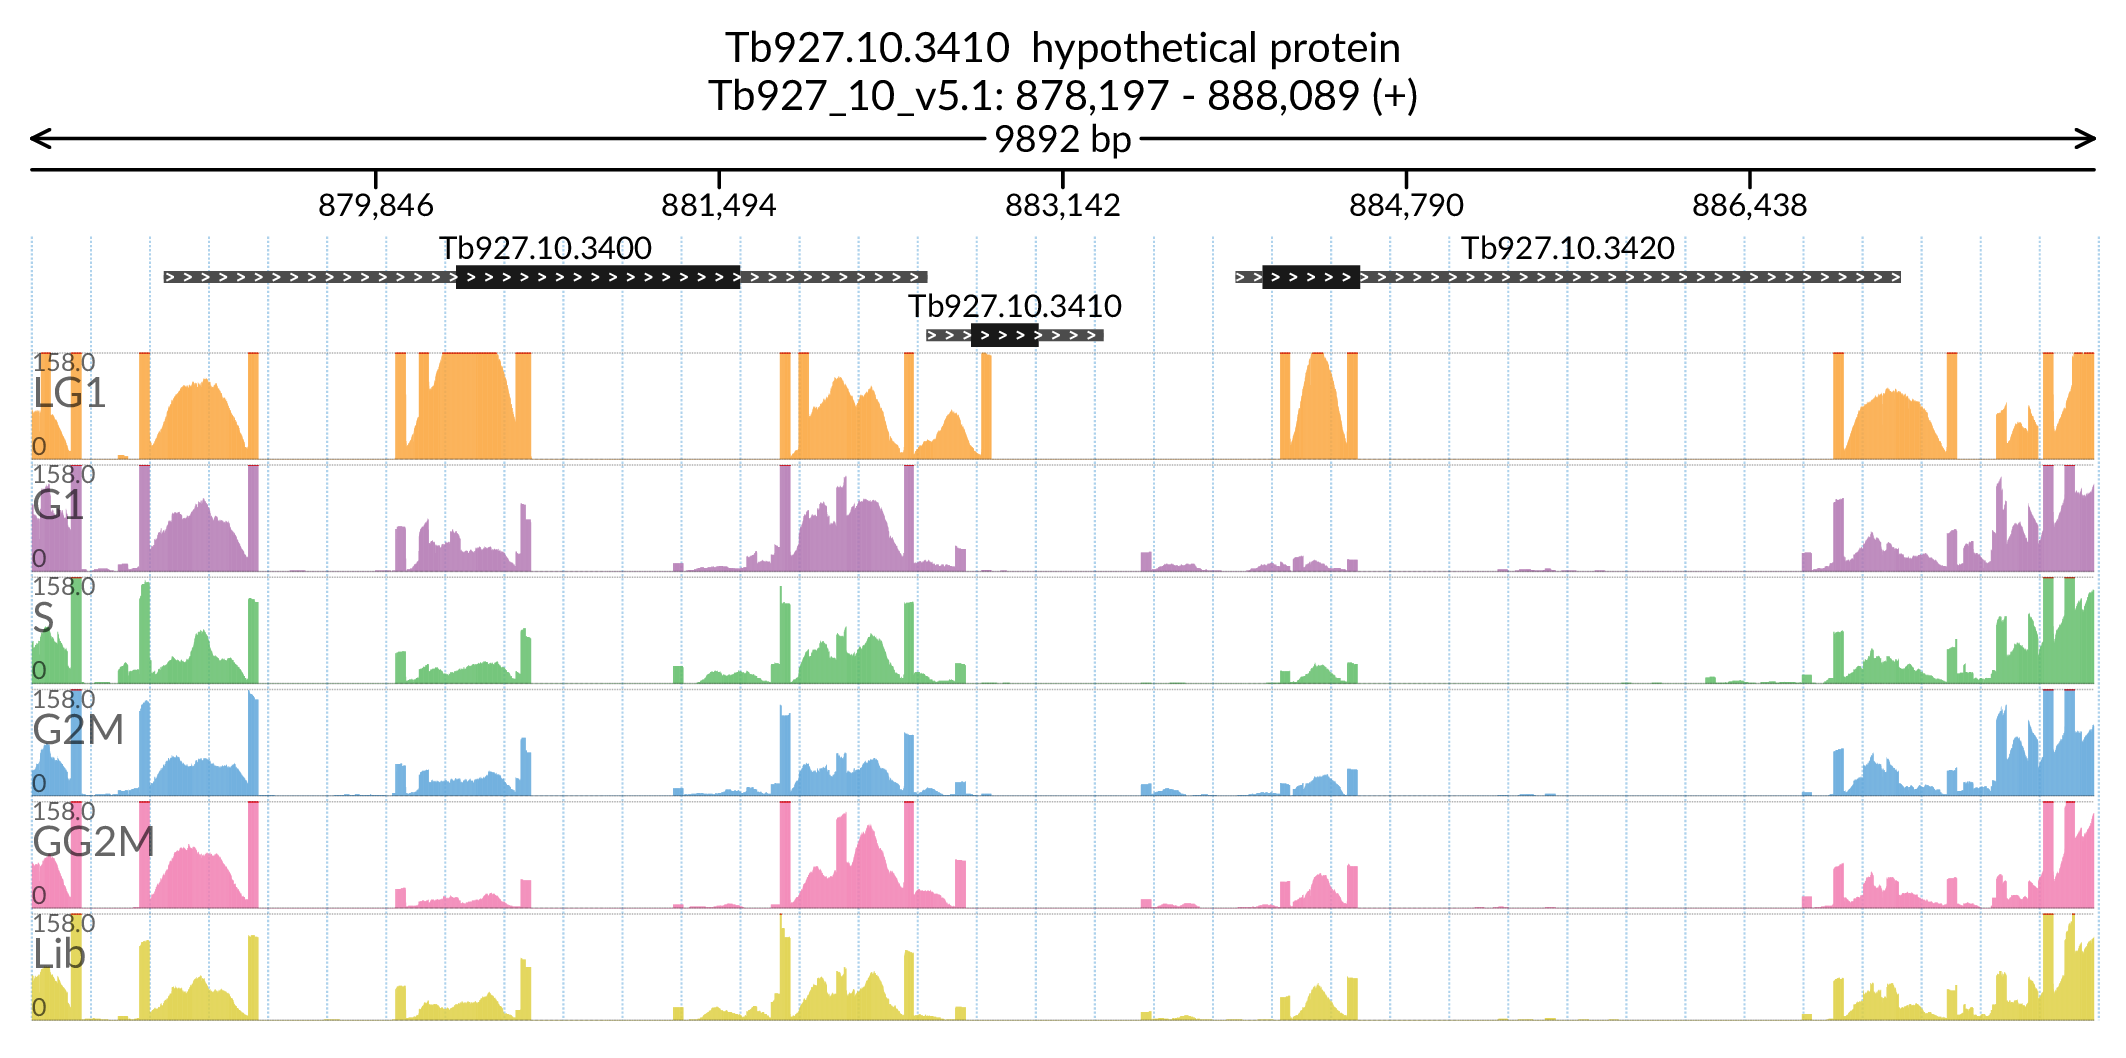 Tb927.10.3410  hypothetical protein
Tb927_10_v5.1: 878,197 - 888,089 (+)
9892 bp
879,846 881,494 883,142 884,790 886,438
Tb927.10.3400 Tb927.10.3420
Tb927.10.3410
158.0
LG1
0
158.0
G1
0
158.0
S
0
158.0
G2M
0
158.0
GG2M
0
158.0
Lib
0